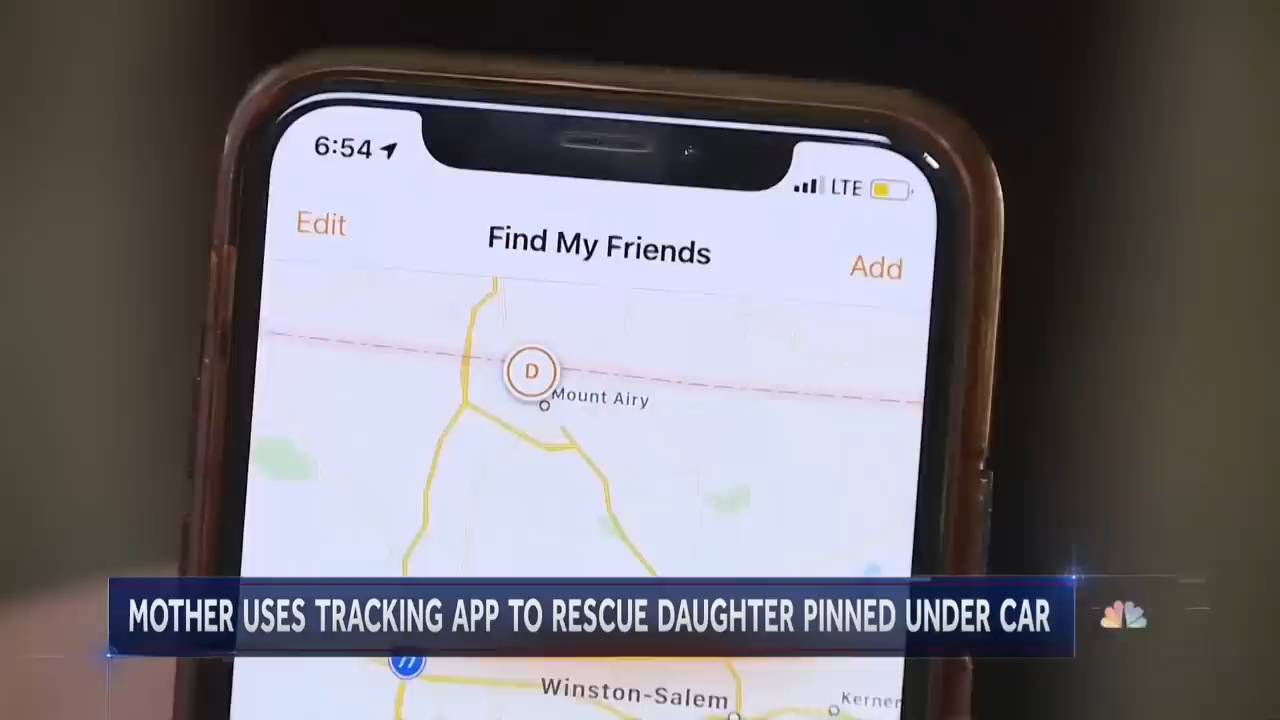 6:54
LTE
Edit
Find My Friends
Add
D
Mount Airy
MOTHER USES TRACKING APP TO RESCUE DAUGHTER PINNED UNDER CAR
77
Winston-Salem
Kerner